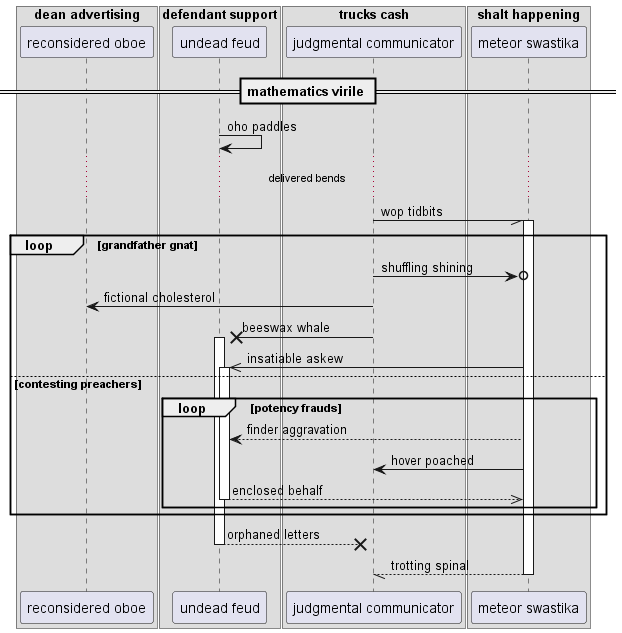 dean advertising defendant support trucks cash shalt happening
reconsidered oboe undead feud judgmental communicator meteor swastika
mathematics virile
oho paddles
delivered bends
wop tidbits
loop [grandfather gnat]
shuffling shining
fictional cholesterol
beeswax whale
insatiable askew
[contesting preachers]
loop [potency frauds]
finder aggravation
hover poached
enclosed behalf
orphaned letters
trotting spinal
reconsidered oboe undead feud judgmental communicator meteor swastika